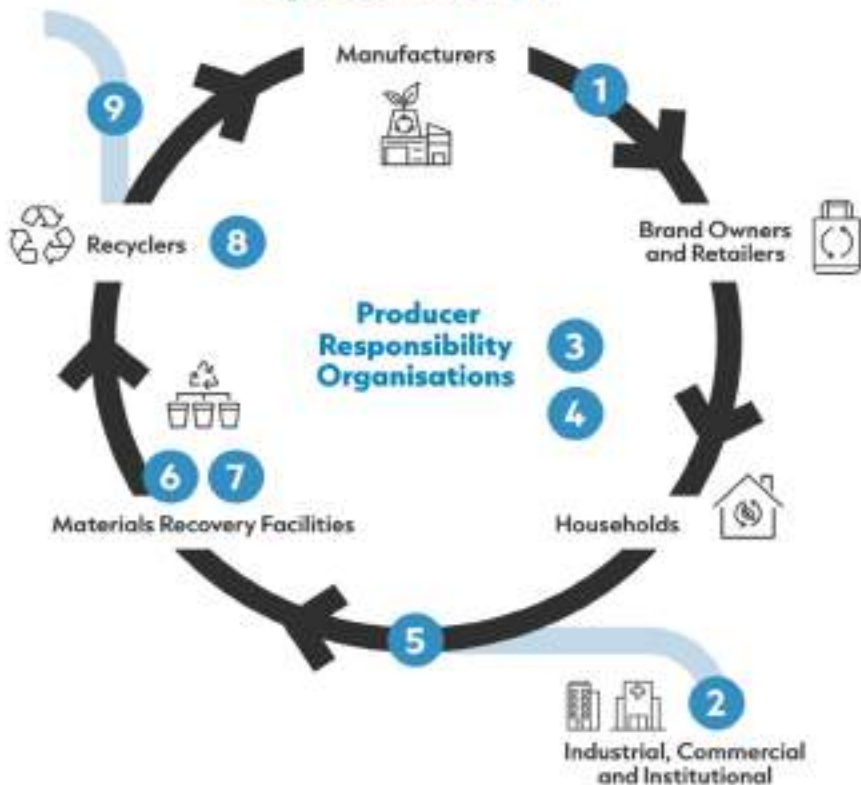 Manufacturers
1
9
Recyclers
8
Brand Owners
and Retailers
Producer
Responsibility
Organisations
3
4
6
7
Materials Recovery Facilities
Households
5
2
Industrial, Commercial
and Institutional